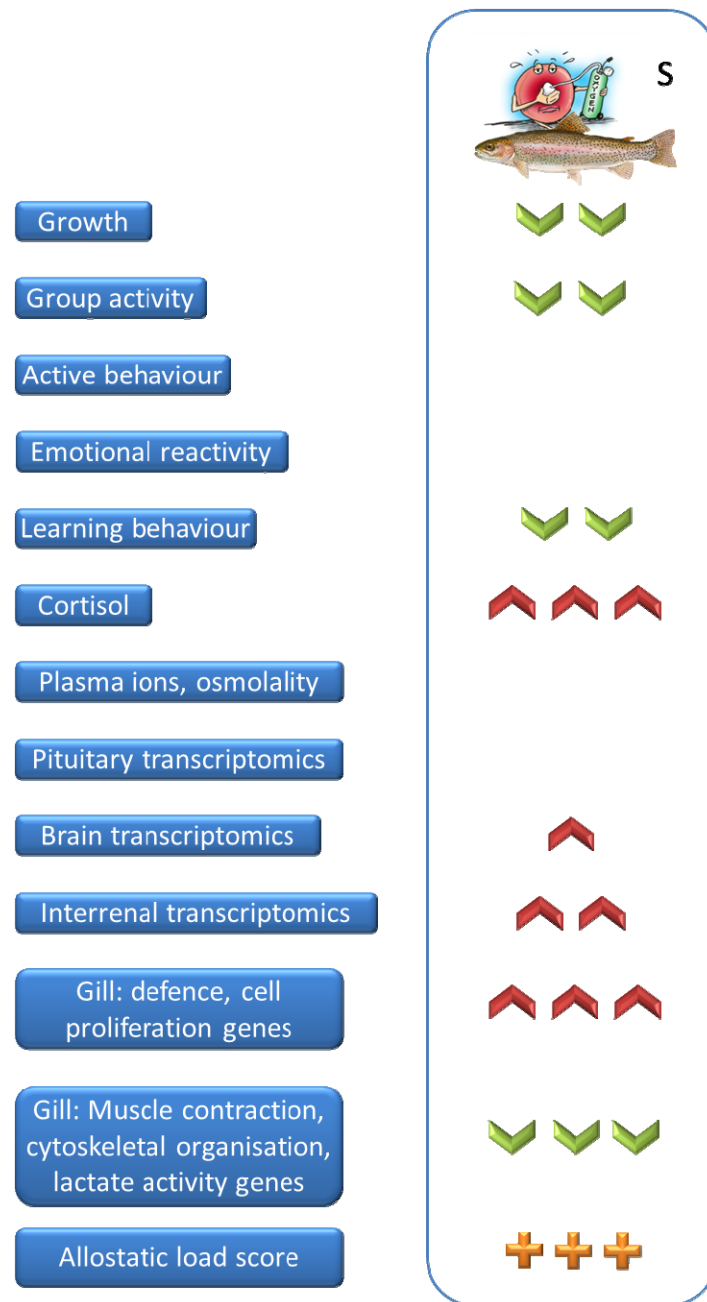 S
OXYGEN
Growth
Group activity
Active behaviour
Emotional reactivity
Learning behaviour
Cortisol
Plasma ions, osmolality
Pituitary transcriptomics
Brain transcriptomics
Interrenal transcriptomics
Gill: defence, cell
proliferation genes
Gill: Muscle contraction,
cytoskeletal organisation,
lactate activity genes
Allostatic load score